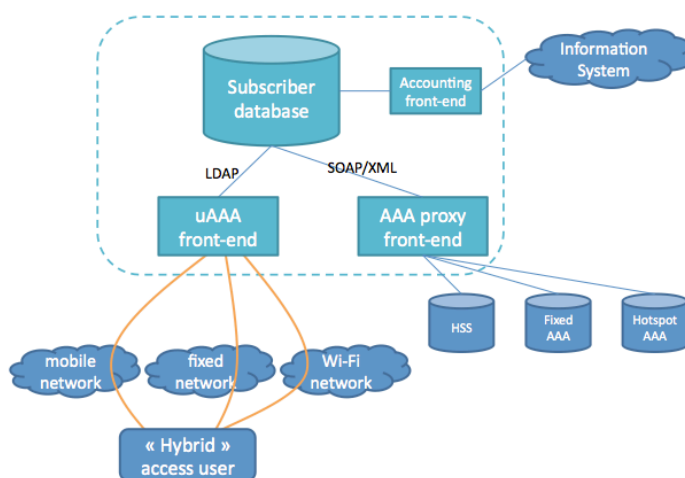 Information
System
Subscriber
database
Accounting
front-end
LDAP
SOAP/XML
uAAA
front-end
AAA proxy
front-end
HSS
Fixed
AAA
Hotspot
AAA
mobile
network
fixed
network
Wi-Fi
network
« Hybrid »
access user